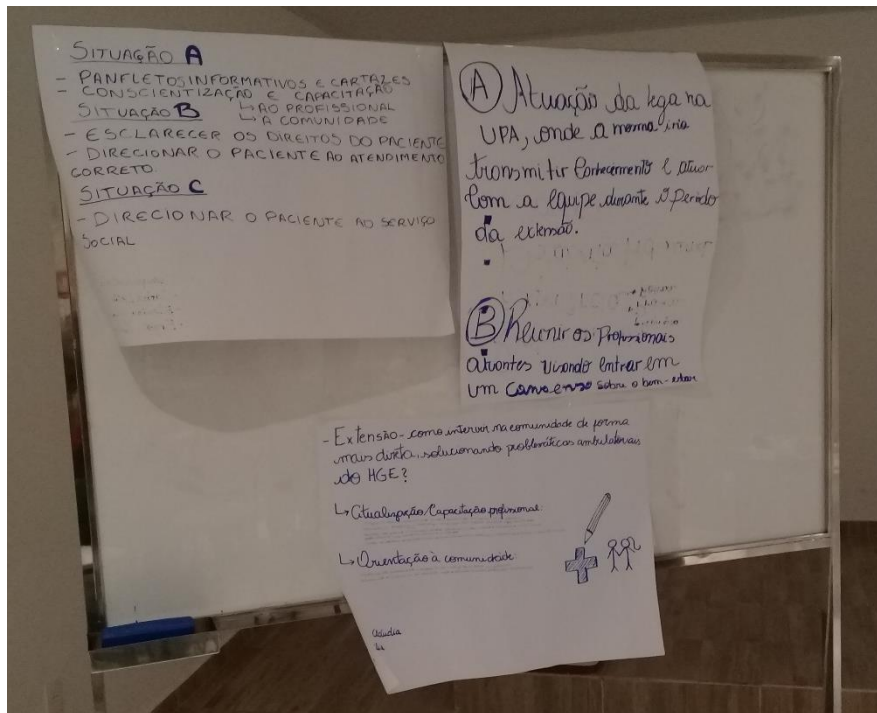 SITUAÇÃO A
- PANFLETOS INFORMATIVOS E CARTAZES
- CONSCIENTIZAÇÃO E CAPACITAÇÃO
SITUAÇÃO B ↳ AO PROFISSIONAL
↳ À COMUNIDADE
- ESCLARECER OS DIREITOS DO PACIENTE
- DIRECIONAR O PACIENTE AO ATENDIMENTO
CORRETO.
SITUAÇÃO C
- DIRECIONAR O PACIENTE AO SERVIÇO
SOCIAL
A Atuação da lega na
UPA, onde a mesma iria
transmitir Conhecimento e atuar
com a equipe durante o período
da extensão.
B Reunir os Profissionais
atuantes visando entrar em
um consenso sobre o bem-estar
- Extensão - como intervir na comunidade de forma
mais direta, solucionando problemáticas ambulatoriais
do HGE?
↳ Atualização/Capacitação profissional.
↳ Orientação à comunidade.
Cláudia